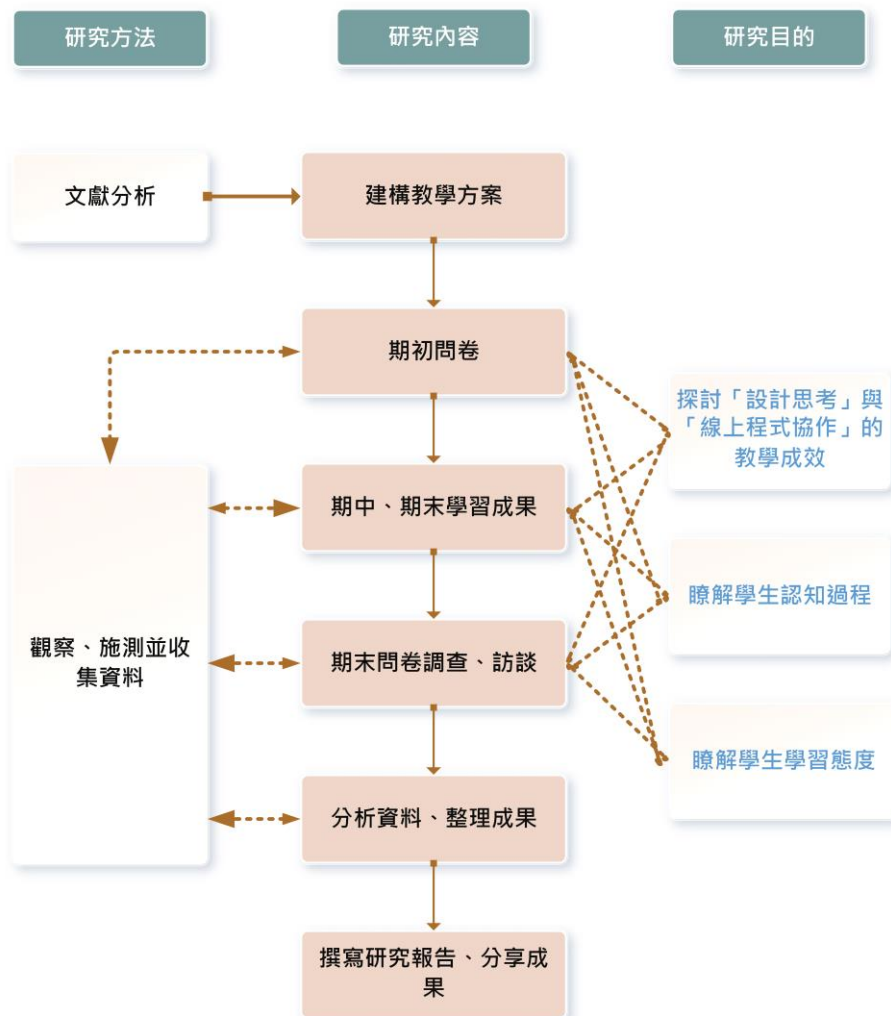 研究方法
研究內容
研究目的
文獻分析
建構教學方案
期初問卷
探討「設計思考」與
「線上程式協作」的
教學成效
期中、期末學習成果
瞭解學生認知過程
觀察、施測並收
集資料
期末問卷調查、訪談
瞭解學生學習態度
分析資料、整理成果
撰寫研究報告、分享成
果